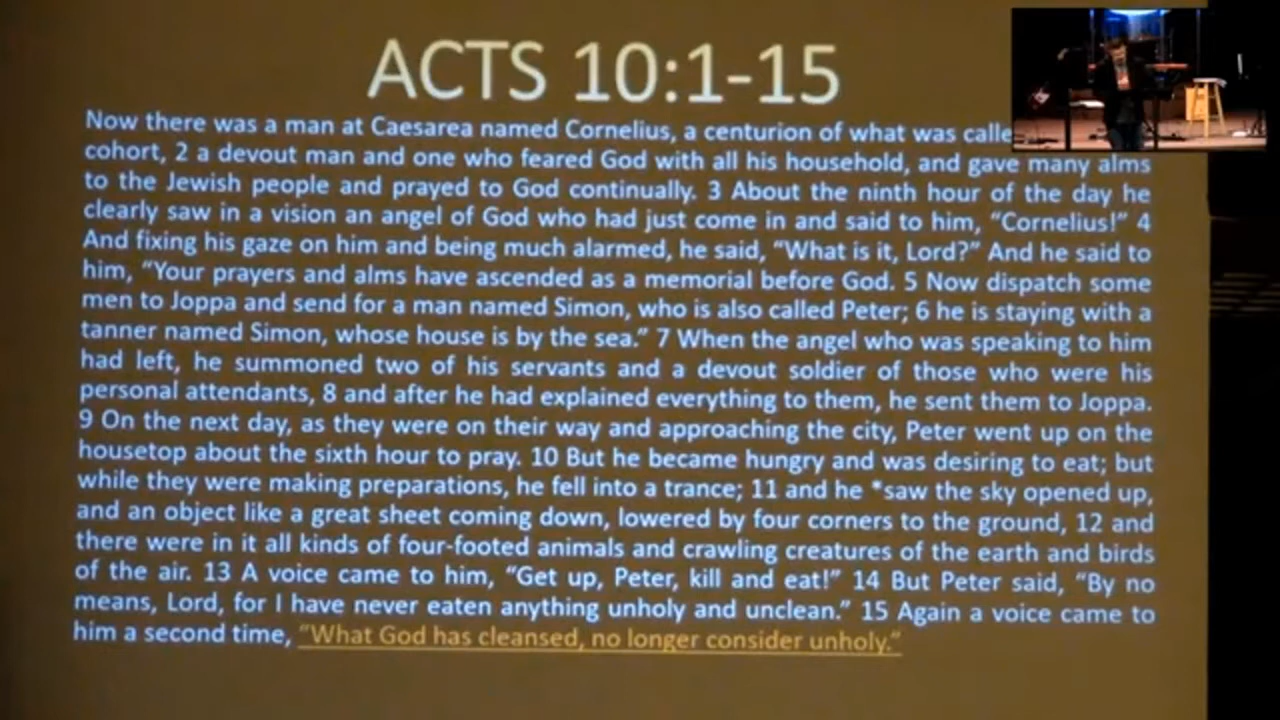 ACTS 10:1-15
Now there was a man at Caesarea named Cornelius, a centurion of what was calle
cohort, 2 a devout man and one who feared God with all his household, and gave many alms
to the Jewish people and prayed to God continually. 3 About the ninth hour of the day he
clearly saw in a vision an angel of God who had just come in and said to him, “Cornelius!” 4
And fixing his gaze on him and being much alarmed, he said, “What is it, Lord?” And he said to
him, “Your prayers and alms have ascended as a memorial before God. 5 Now dispatch some
men to Joppa and send for a man named Simon, who is also called Peter; 6 he is staying with a
tanner named Simon, whose house is by the sea.” 7 When the angel who was speaking to him
had left, he summoned two of his servants and a devout soldier of those who were his
personal attendants, 8 and after he had explained everything to them, he sent them to Joppa.
9 On the next day, as they were on their way and approaching the city, Peter went up on the
housetop about the sixth hour to pray. 10 But he became hungry and was desiring to eat; but
while they were making preparations, he fell into a trance; 11 and he *saw the sky opened up,
and an object like a great sheet coming down, lowered by four corners to the ground, 12 and
there were in it all kinds of four-footed animals and crawling creatures of the earth and birds
of the air. 13 A voice came to him, “Get up, Peter, kill and eat!” 14 But Peter said, “By no
means, Lord, for I have never eaten anything unholy and unclean.” 15 Again a voice came to
him a second time, “What God has cleansed, no longer consider unholy.”